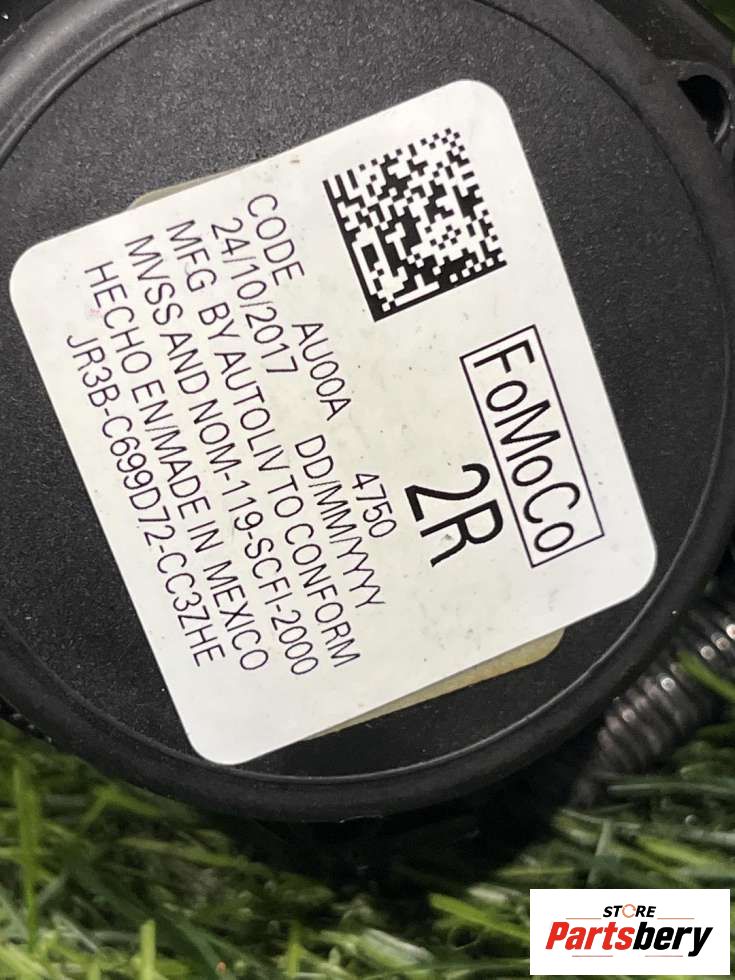 FoMoCo
2R
CODE AU00A 4750
24/10/2017 DD/MM/YYYY
MFG BY AUTOLIV TO CONFORM
MVSS AND NOM-119-SCFI-2000
HECHO EN/MADE IN MEXICO
JR3B-C699D72-CC3ZHE
STORE
Partsbery